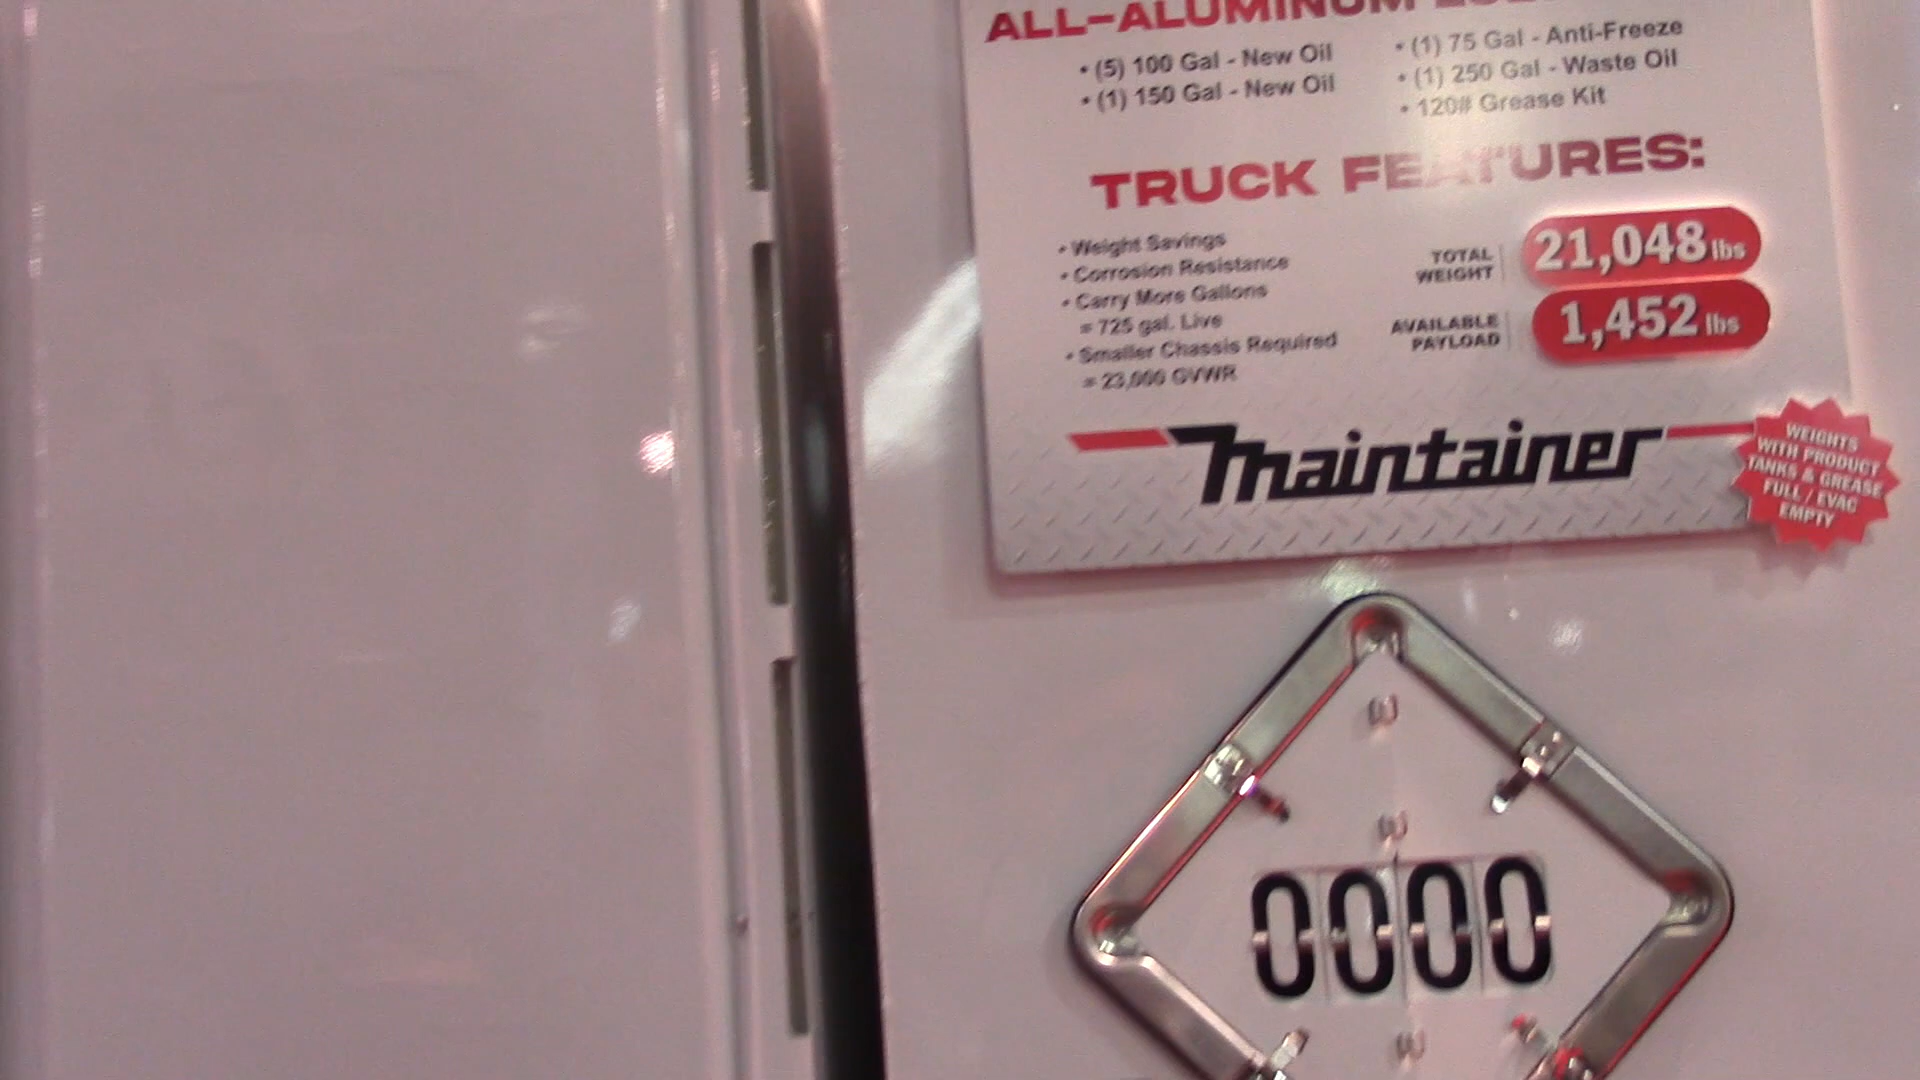 ALL-ALUMINUM
• (5) 100 Gal - New Oil
• (1) 150 Gal - New Oil
• (1) 75 Gal - Anti-Freeze
• (1) 250 Gal - Waste Oil
• 120# Grease Kit
TRUCK FEATURES:
• Weight Savings
• Corrosion Resistance
• Carry More Gallons
= 725 gal. Live
• Smaller Chassis Required
= 23,000 GVWR
TOTAL
WEIGHT
21,048 lbs
AVAILABLE
PAYLOAD
1,452 lbs
Maintainer
WEIGHTS
WITH PRODUCT
TANKS & GREASE
FULL / EVAC
EMPTY
0000